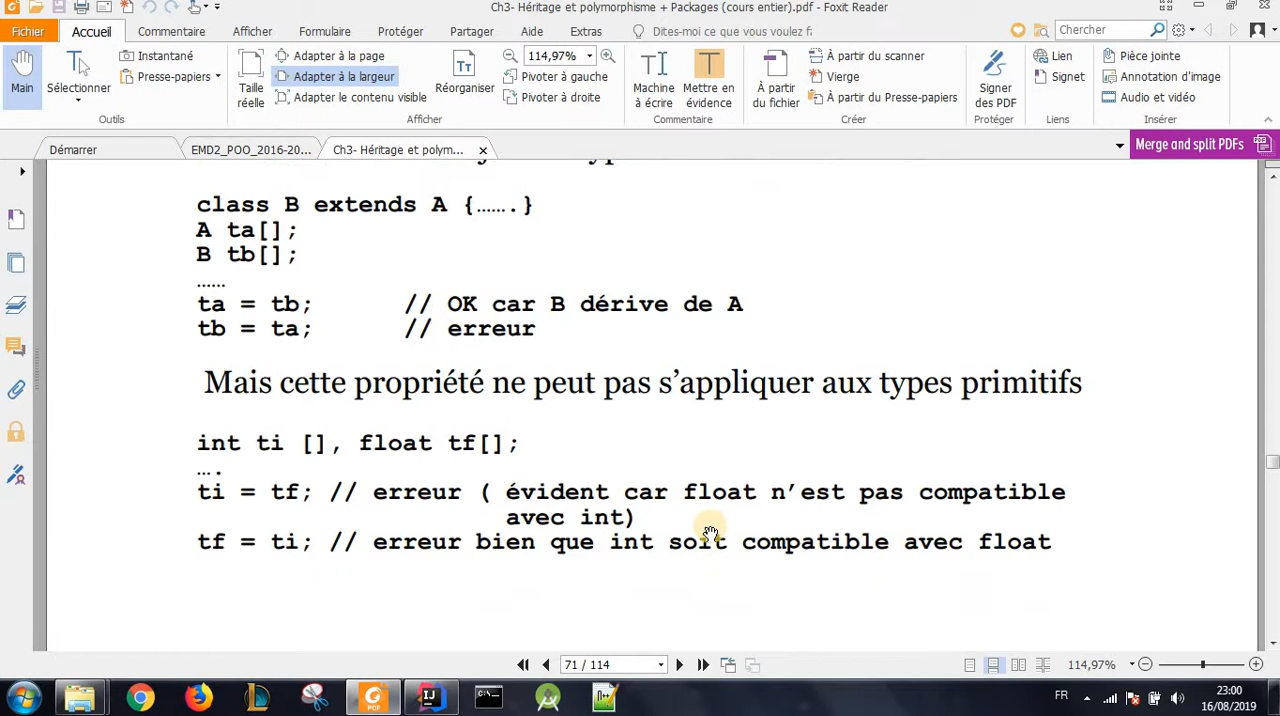 Ch3- Héritage et polymorphisme + Packages (cours entier).pdf - Foxit Reader
Fichier Accueil Commentaire Afficher Formulaire Protéger Partager Aide Extras Dites-moi ce que vous voulez f: Chercher
Main
Sélectionner
Instantané
Presse-papiers
Outils
Taille réelle
Adapter à la page
Adapter à la largeur
Adapter le contenu visible
Réorganiser
114,97%
Pivoter à gauche
Pivoter à droite
Afficher
Machine à écrire
Mettre en évidence
Commentaire
À partir du fichier
À partir du scanner
Vierge
À partir du Presse-papiers
Créer
Signer des PDF
Protéger
Lien
Signet
Liens
Pièce jointe
Annotation d'image
Audio et vidéo
Insérer
Démarrer EMD2_POO_2016-20... Ch3- Héritage et polym... Merge and split PDFs
class B extends A {…….}
A ta[];
B tb[];
……
ta = tb; // OK car B dérive de A
tb = ta; // erreur
Mais cette propriété ne peut pas s’appliquer aux types primitifs
int ti [], float tf[];
….
ti = tf; // erreur ( évident car float n’est pas compatible
avec int)
tf = ti; // erreur bien que int soit compatible avec float
71 / 114 114,97%
FR 23:00
16/08/2019